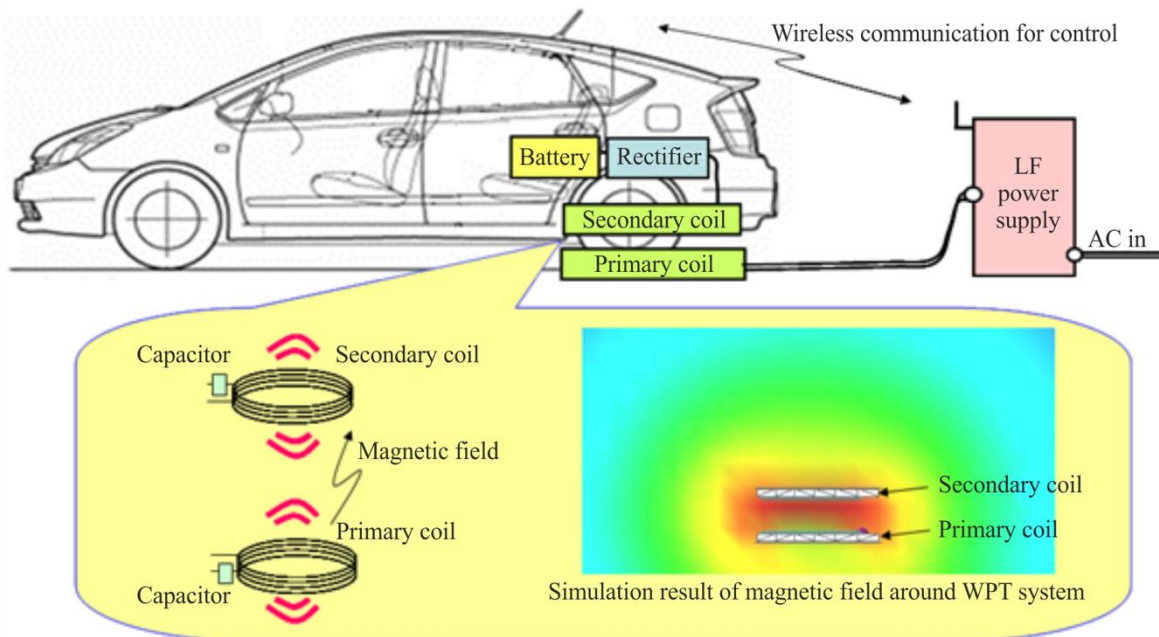 Wireless communication for control
Battery
Rectifier
LF
power
supply
Secondary coil
AC in
Primary coil
Capacitor
Secondary coil
Magnetic field
Primary coil
Capacitor
Secondary coil
Primary coil
Simulation result of magnetic field around WPT system